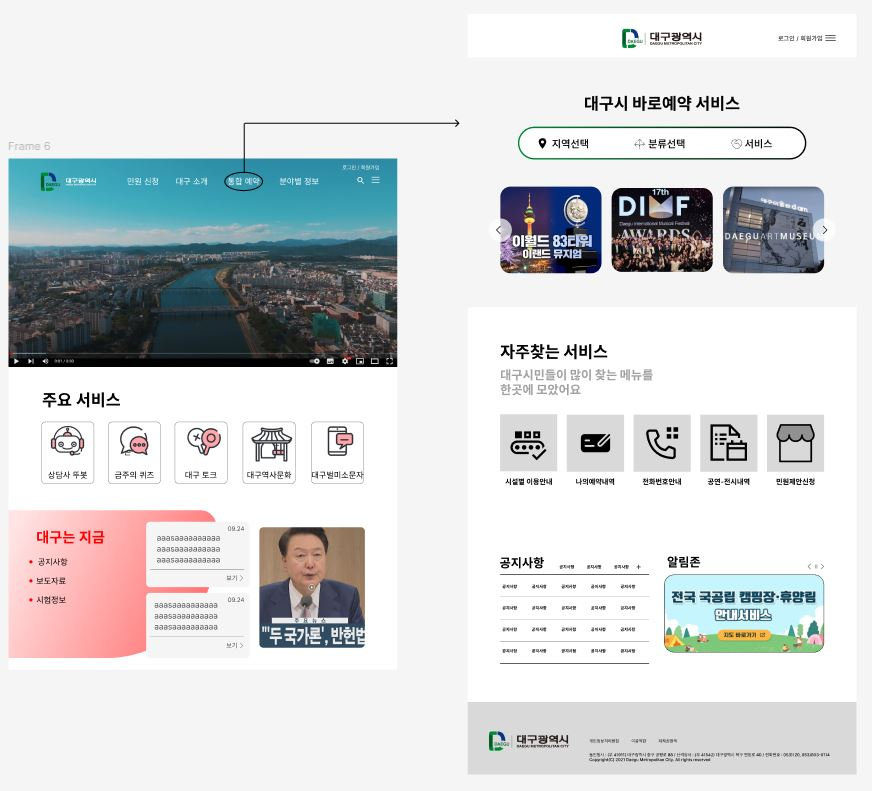 Frame 6
DAEGU
대구광역시
로그인 / 회원가입
민원 신청
대구 소개
통합 예약
분야별 정보
주요 서비스
상담사 뚜봇
금주의 퀴즈
대구 토크
대구역사문화
대구벌미소문자
대구는 지금
공지사항
보도자료
시험정보
09.24
aaasaaaaaaaaaa
aaasaaaaaaaaaa
aaasaaaaaaaaaa
보기 >
09.24
aaasaaaaaaaaaa
aaasaaaaaaaaaa
aaasaaaaaaaaaa
보기 >
주요뉴스
"'두 국가론', 반헌법
DAEGU
대구광역시
DAEGU METROPOLITAN CITY
로그인 / 회원가입
대구시 바로예약 서비스
지역선택
분류선택
서비스
이월드 83타워
이랜드 뮤지엄
17th
DIMF
Daegu International Musical Festival
AWARDS
DAEGUARTMUSEU
자주찾는 서비스
대구시민들이 많이 찾는 메뉴를
한곳에 모았어요
시설별 이용안내
나의예약내역
전화번호안내
공연·전시내역
민원제안신청
공지사항
공지사항 공지사항 공지사항 +
공지사항 공지사항 공지사항 공지사항 공지사항
공지사항 공지사항 공지사항 공지사항 공지사항
공지사항 공지사항 공지사항 공지사항 공지사항
공지사항 공지사항 공지사항 공지사항 공지사항
알림존
전국 국공립 캠핑장·휴양림
안내서비스
지도 바로가기
DAEGU
대구광역시
DAEGU METROPOLITAN CITY
Copyright(C) 2021 Daegu Metropolitan City. All rights reserved